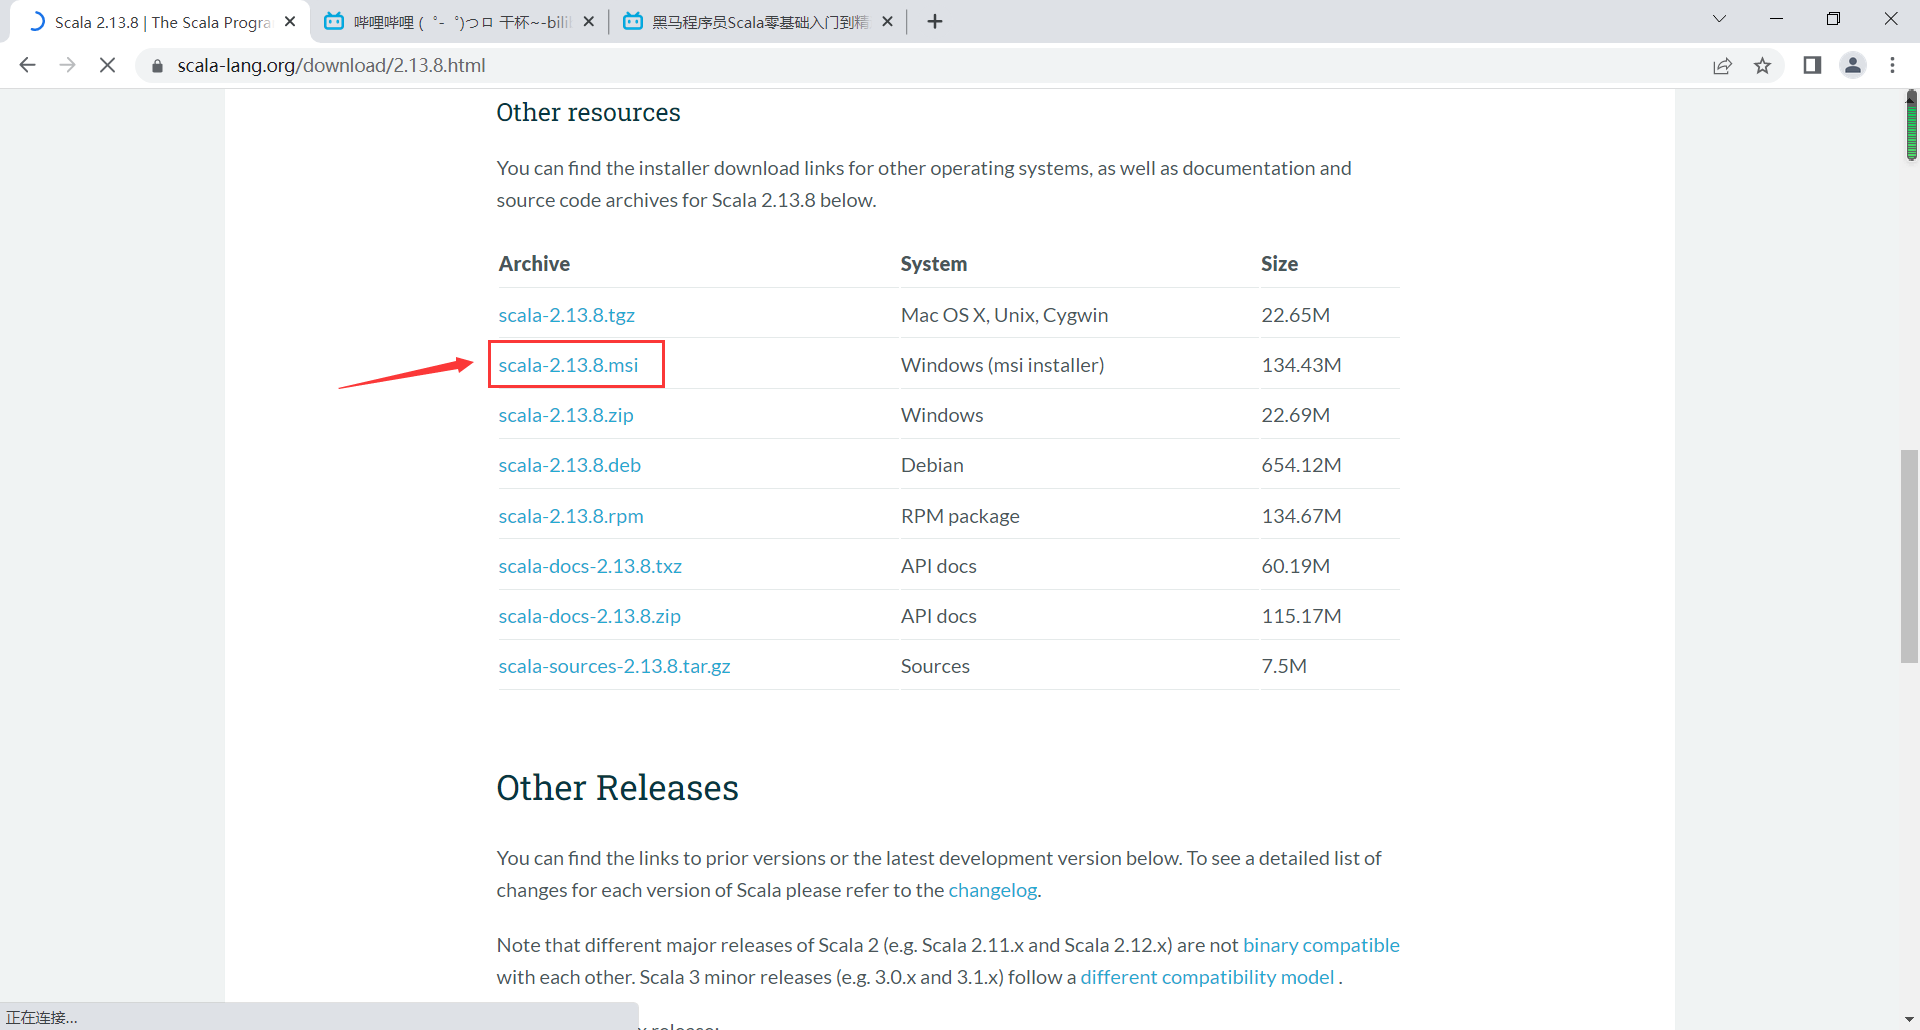 Scala 2.13.8 | The Scala Progra
哔哩哔哩 (゜-゜)つロ 干杯~-bili
黑马程序员Scala零基础入门到精
scala-lang.org/download/2.13.8.html
Other resources
You can find the installer download links for other operating systems, as well as documentation and
source code archives for Scala 2.13.8 below.
Archive System Size
scala-2.13.8.tgz Mac OS X, Unix, Cygwin 22.65M
scala-2.13.8.msi Windows (msi installer) 134.43M
scala-2.13.8.zip Windows 22.69M
scala-2.13.8.deb Debian 654.12M
scala-2.13.8.rpm RPM package 134.67M
scala-docs-2.13.8.txz API docs 60.19M
scala-docs-2.13.8.zip API docs 115.17M
scala-sources-2.13.8.tar.gz Sources 7.5M
Other Releases
You can find the links to prior versions or the latest development version below. To see a detailed list of
changes for each version of Scala please refer to the changelog.
Note that different major releases of Scala 2 (e.g. Scala 2.11.x and Scala 2.12.x) are not binary compatible
with each other. Scala 3 minor releases (e.g. 3.0.x and 3.1.x) follow a different compatibility model .
正在连接...
release: